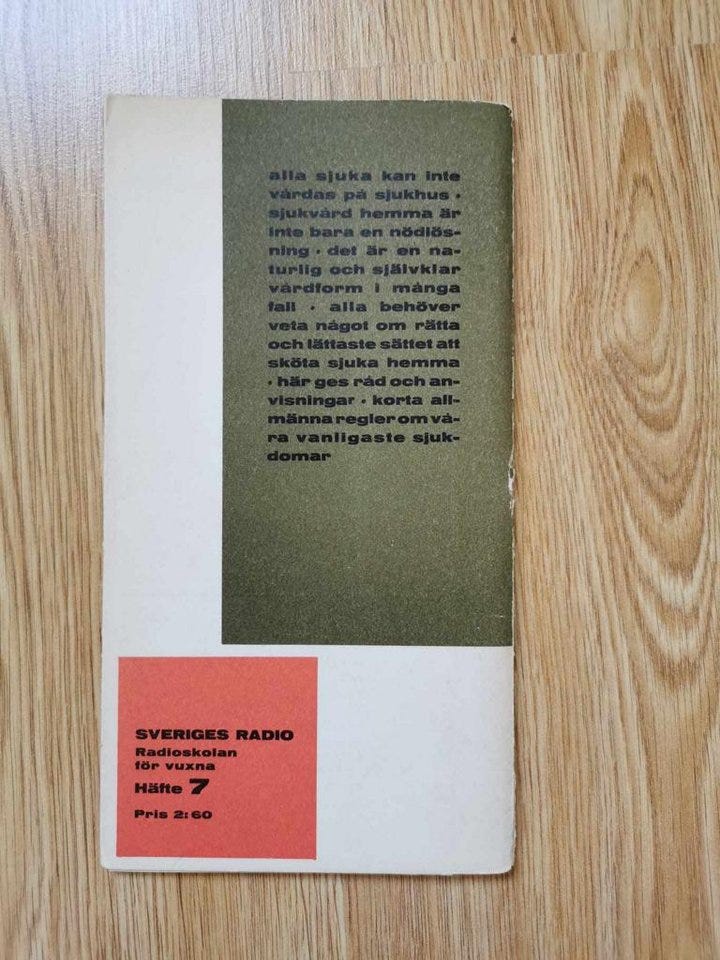 alla sjuka kan inte
vårdas på sjukhus •
sjukvård hemma är
inte bara en nödlös-
ning • det är en na-
turlig och självklar
vårdform i många
fall • alla behöver
veta något om rätta
och lättaste sättet att
sköta sjuka hemma
• här ges råd och an-
visningar • korta all-
männa regler om vå-
ra vanligaste sjuk-
domar
SVERIGES RADIO
Radioskolan
för vuxna
Häfte 7
Pris 2:60